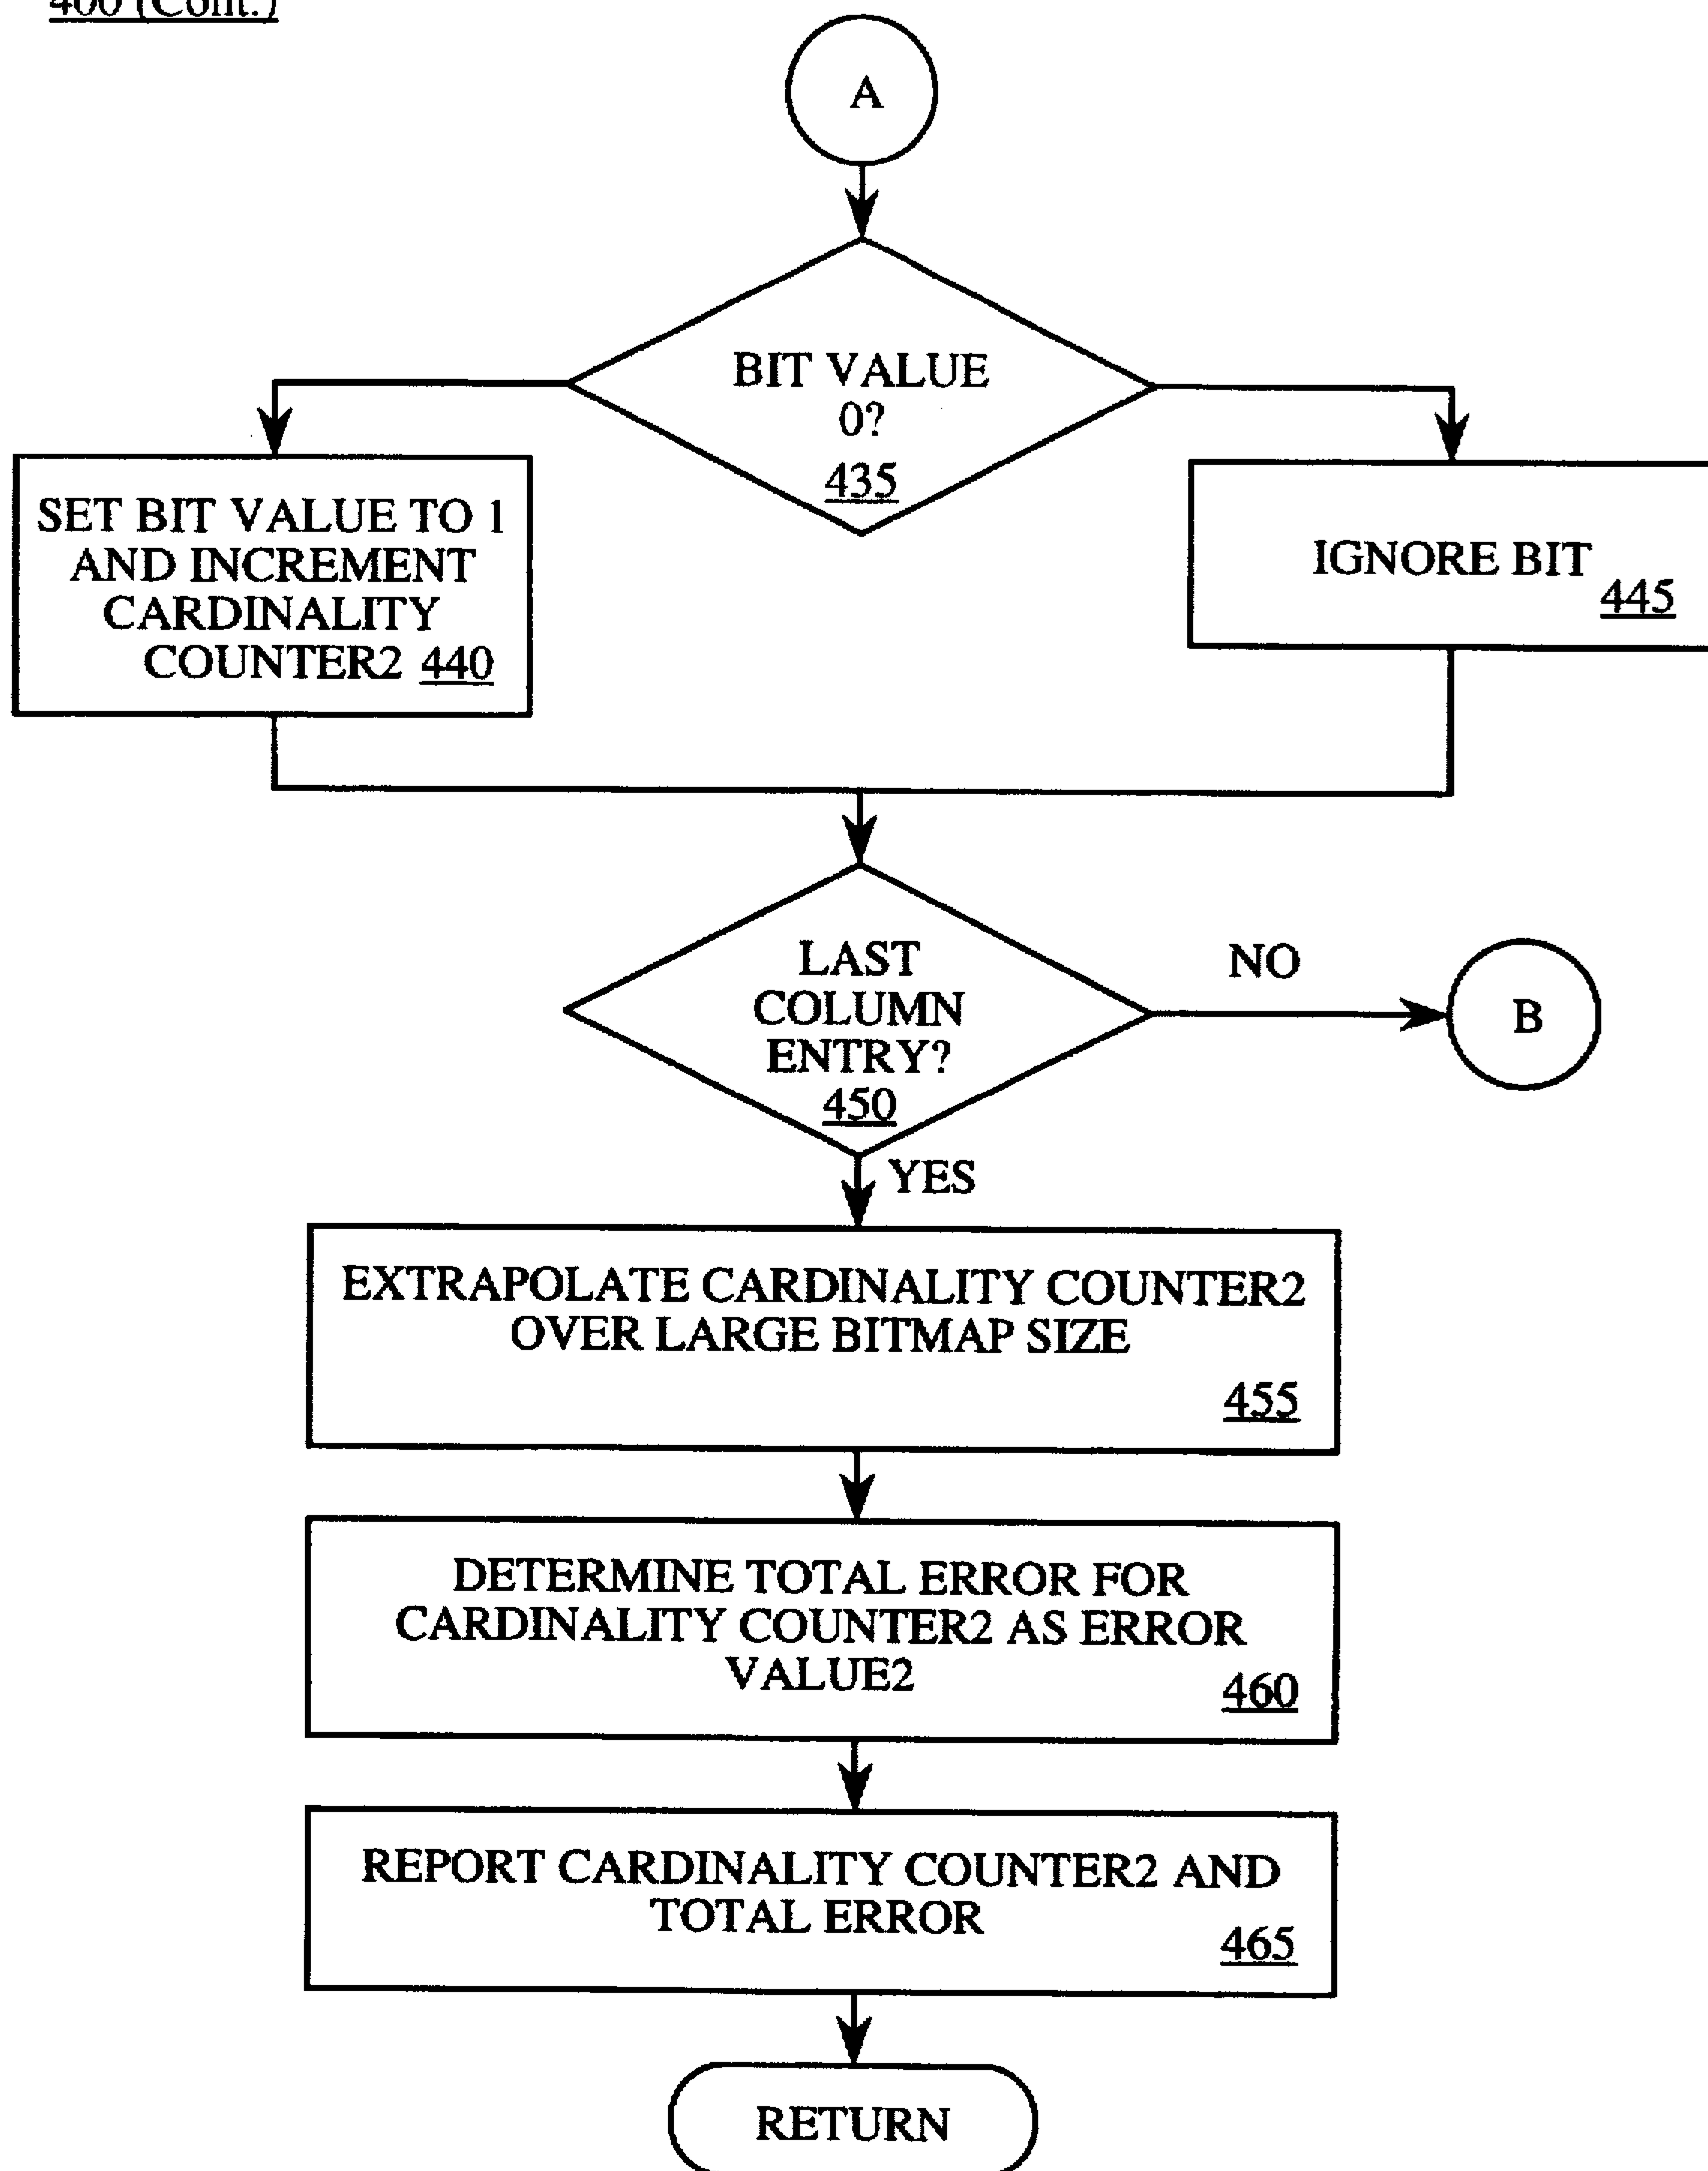 400 (Cont.)
A
BIT VALUE
0?
435
SET BIT VALUE TO 1
AND INCREMENT
CARDINALITY
COUNTER2 440
IGNORE BIT
445
LAST
COLUMN
ENTRY?
450
NO
B
YES
EXTRAPOLATE CARDINALITY COUNTER2
OVER LARGE BITMAP SIZE
455
DETERMINE TOTAL ERROR FOR
CARDINALITY COUNTER2 AS ERROR
VALUE2
460
REPORT CARDINALITY COUNTER2 AND
TOTAL ERROR
465
RETURN